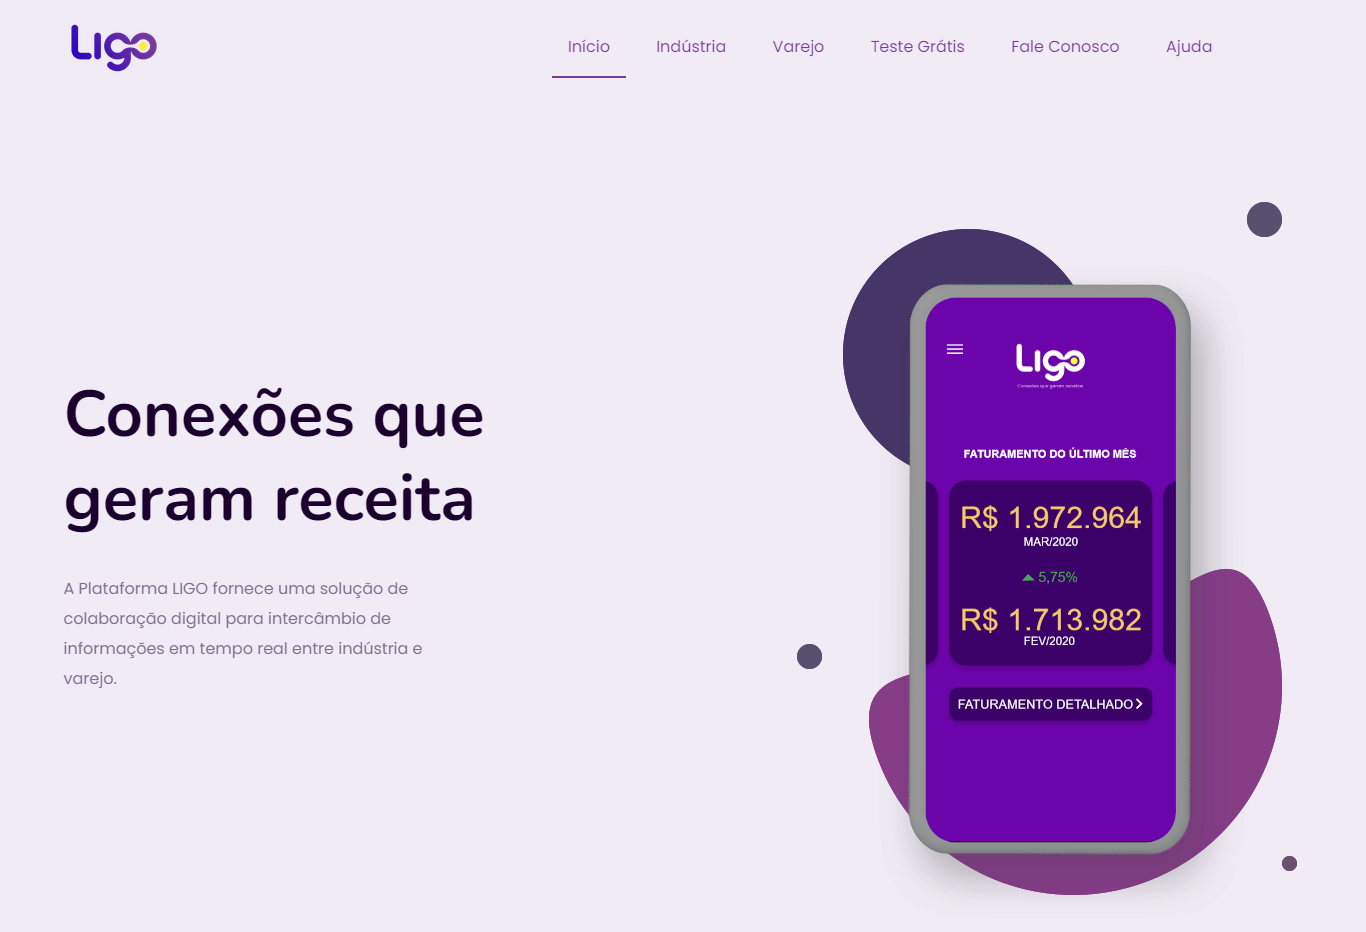 Ligo
Início Indústria Varejo Teste Grátis Fale Conosco Ajuda
Conexões que
geram receita
A Plataforma LIGO fornece uma solução de
colaboração digital para intercâmbio de
informações em tempo real entre indústria e
varejo.
Ligo
Conexões que geram receitas
FATURAMENTO DO ÚLTIMO MÊS
R$ 1.972.964
MAR/2020
5,75%
R$ 1.713.982
FEV/2020
FATURAMENTO DETALHADO